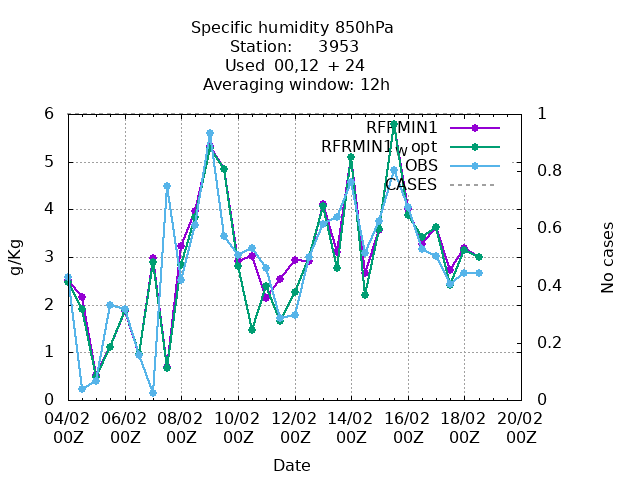 Specific humidity 850hPa
Station: 3953
Used 00,12 + 24
Averaging window: 12h
RFRMIN1
RFRMIN1 w opt
OBS
CASES
g/Kg
0
1
2
3
4
5
6
No cases
0
0.2
0.4
0.6
0.8
1
04/02 06/02 08/02 10/02 12/02 14/02 16/02 18/02 20/02
00Z 00Z 00Z 00Z 00Z 00Z 00Z 00Z 00Z
Date